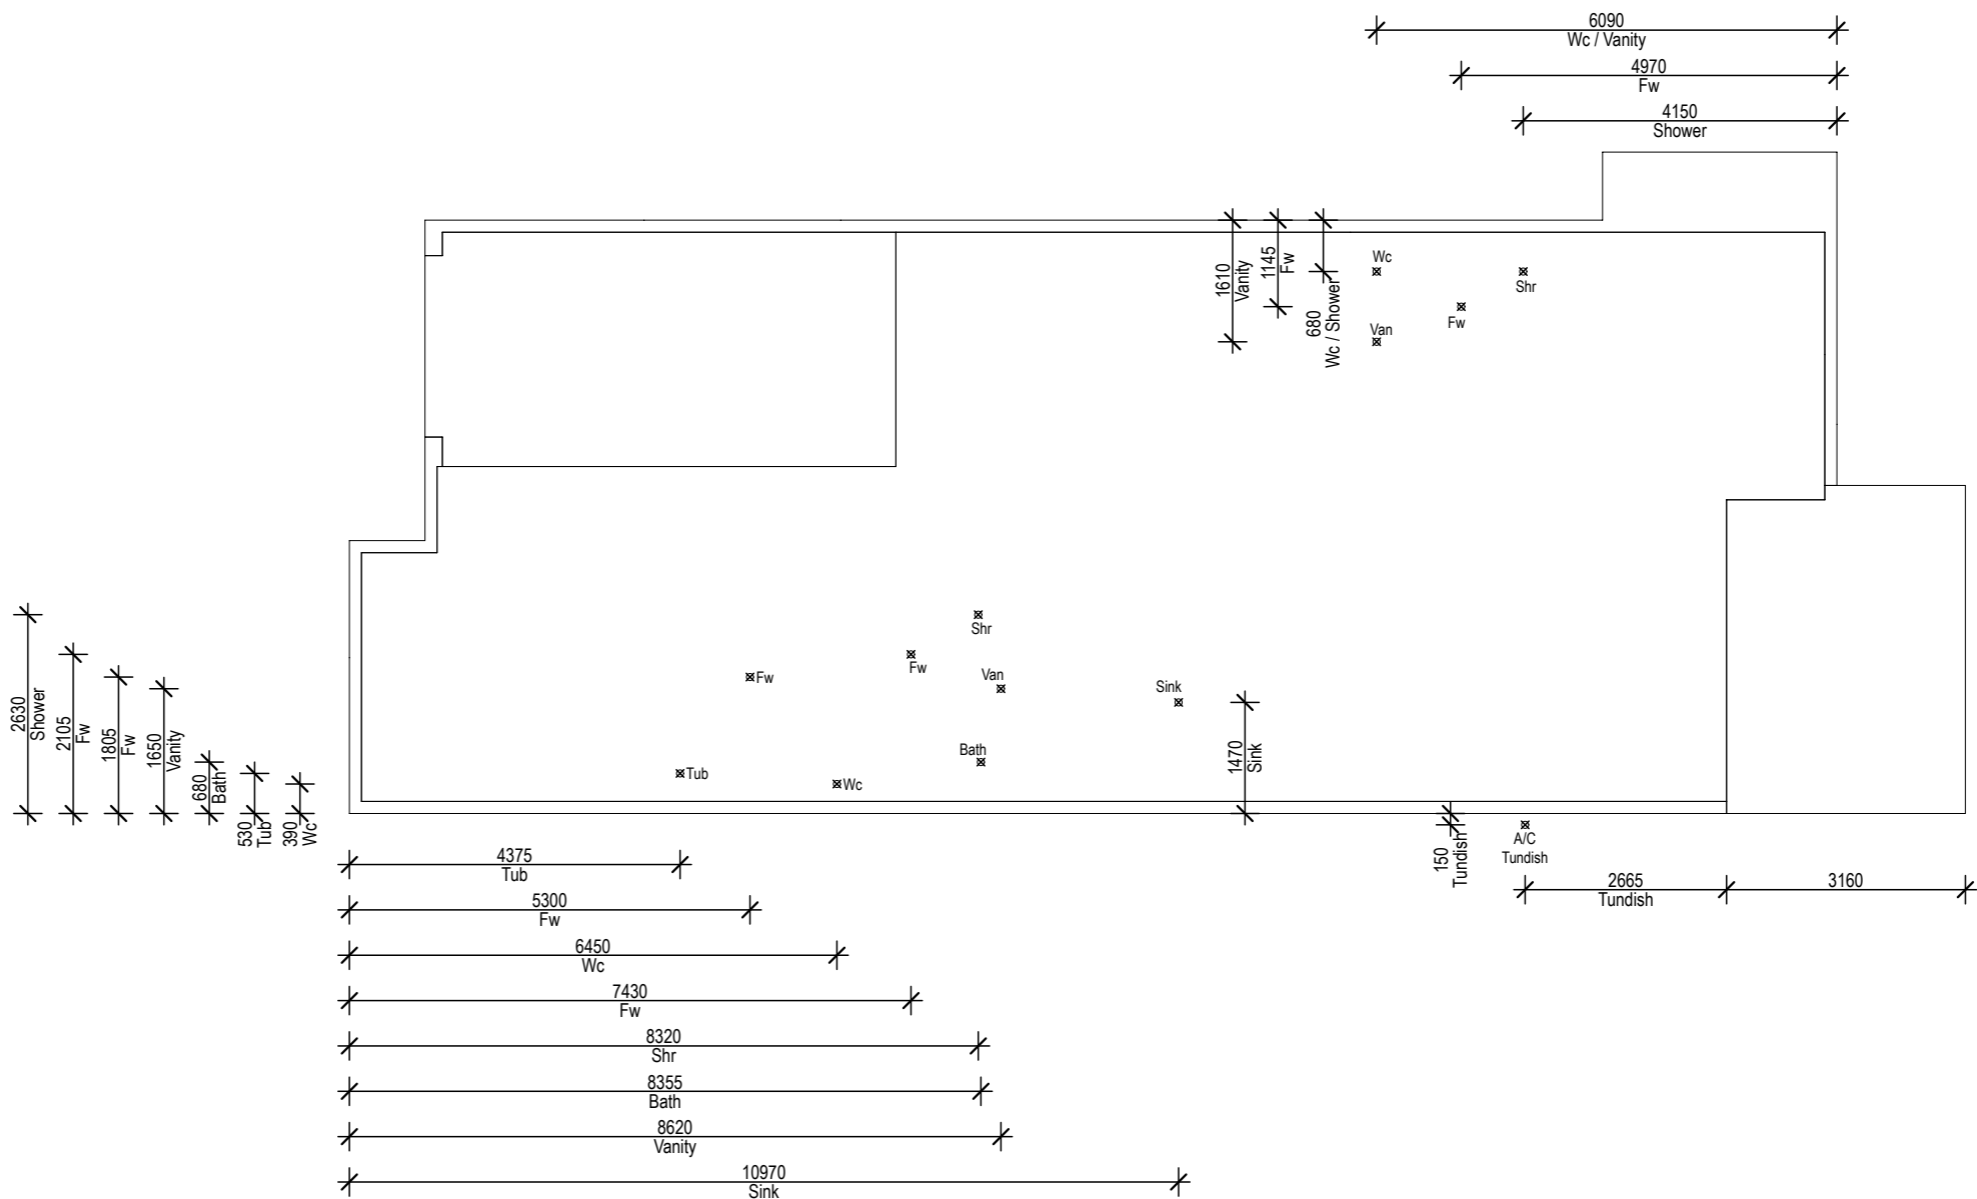 6090
Wc / Vanity
4970
Fw
4150
Shower
1610
Vanity
1145
Fw
680
Wc / Shower
Wc
Shr
Fw
Van
Shr
Fw
Fw
Van
Sink
Bath
Tub
Wc
1470
Sink
2630
Shower
2105
Fw
1805
Fw
1650
Vanity
680
Bath
530
Tub
390
Wc
150
Tundish
A/C
Tundish
2665
Tundish
3160
4375
Tub
5300
Fw
6450
Wc
7430
Fw
8320
Shr
8355
Bath
8620
Vanity
10970
Sink